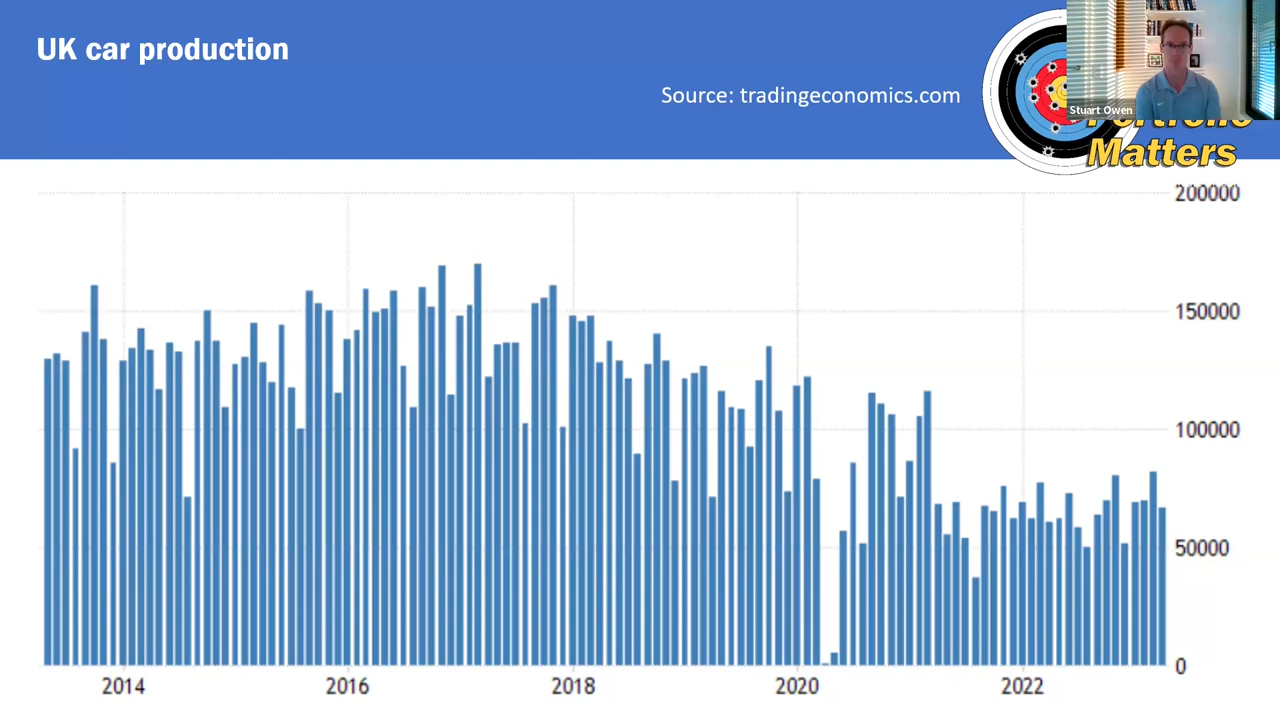 UK car production
Source: tradingeconomics.com
Stuart Owen
Portfolio
Matters
200000
150000
100000
50000
0
2014
2016
2018
2020
2022